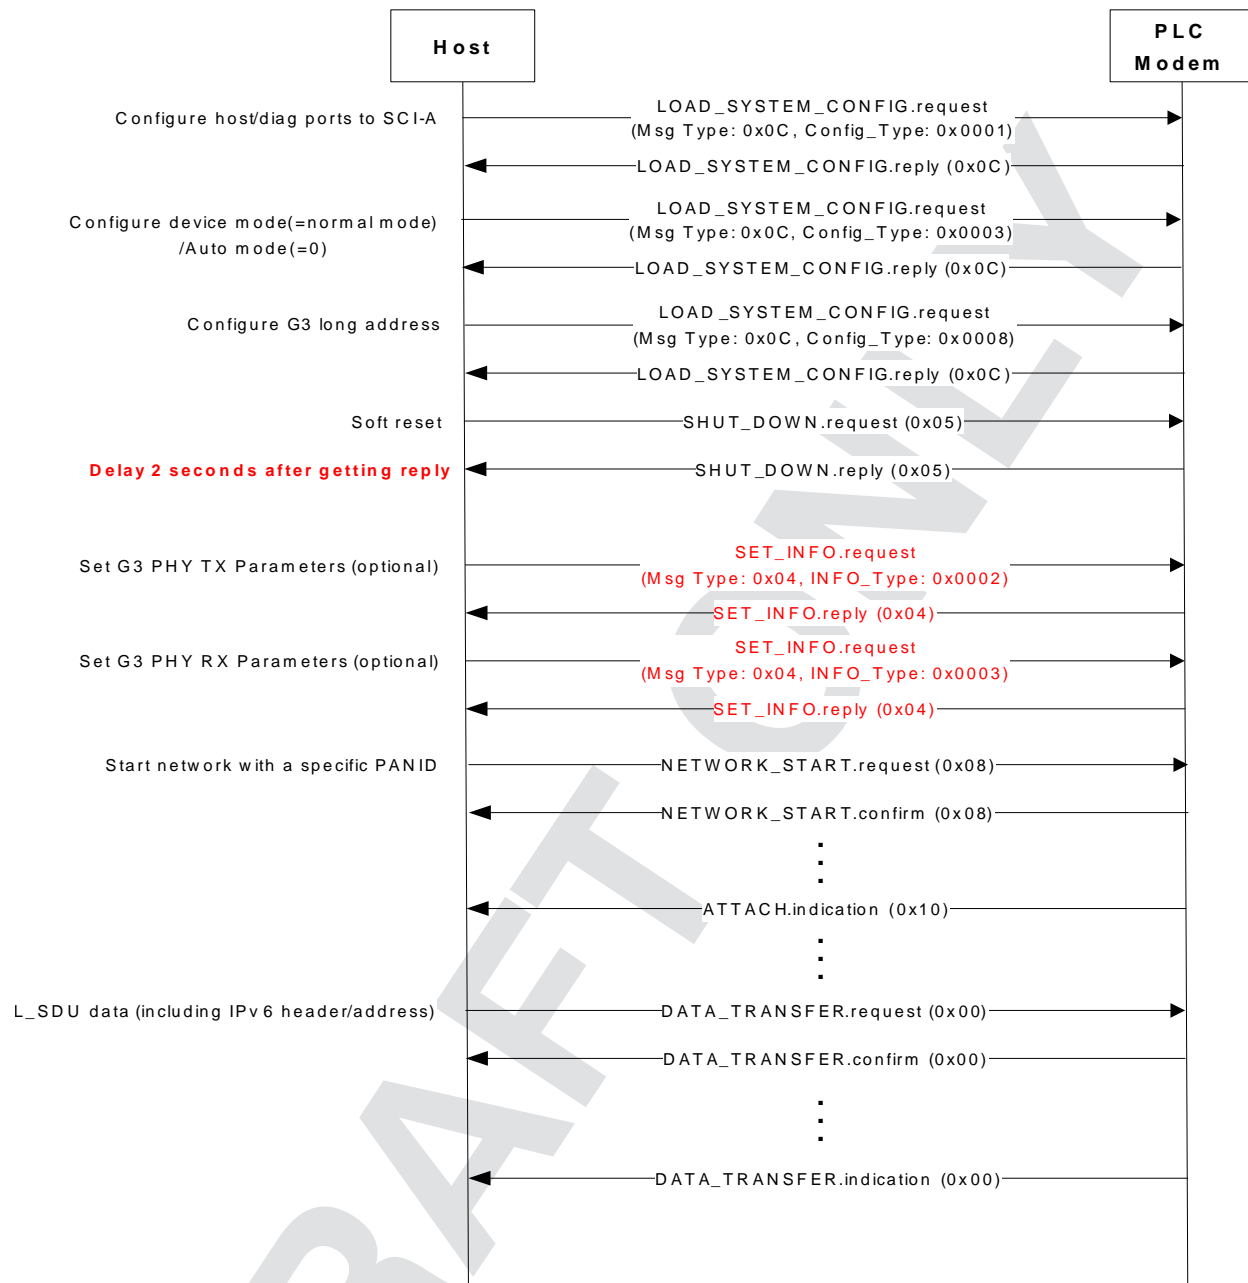 Host
PLC
Modem
Configure host/diag ports to SCI-A
LOAD_SYSTEM_CONFIG.request
(Msg Type: 0x0C, Config_Type: 0x0001)
LOAD_SYSTEM_CONFIG.reply (0x0C)
Configure device mode(=normal mode)
/Auto mode(=0)
LOAD_SYSTEM_CONFIG.request
(Msg Type: 0x0C, Config_Type: 0x0003)
LOAD_SYSTEM_CONFIG.reply (0x0C)
Configure G3 long address
LOAD_SYSTEM_CONFIG.request
(Msg Type: 0x0C, Config_Type: 0x0008)
LOAD_SYSTEM_CONFIG.reply (0x0C)
Soft reset
SHUT_DOWN.request (0x05)
Delay 2 seconds after getting reply
SHUT_DOWN.reply (0x05)
Set G3 PHY TX Parameters (optional)
SET_INFO.request
(Msg Type: 0x04, INFO_Type: 0x0002)
SET_INFO.reply (0x04)
Set G3 PHY RX Parameters (optional)
SET_INFO.request
(Msg Type: 0x04, INFO_Type: 0x0003)
SET_INFO.reply (0x04)
Start network with a specific PANID
NETWORK_START.request (0x08)
NETWORK_START.confirm (0x08)
ATTACH.indication (0x10)
L_SDU data (including IPv6 header/address)
DATA_TRANSFER.request (0x00)
DATA_TRANSFER.confirm (0x00)
DATA_TRANSFER.indication (0x00)
RAFT ONLY